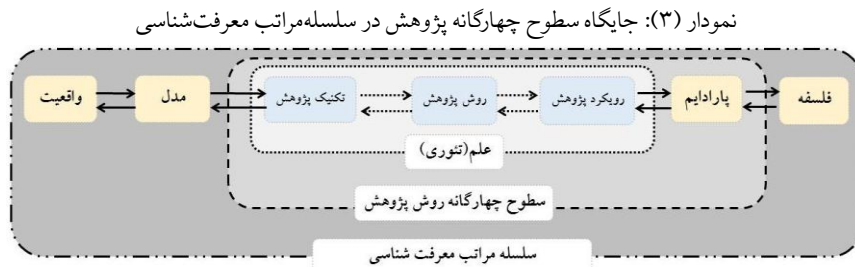 نمودار (۳): جایگاه سطوح چهارگانه پژوهش در سلسله‌مراتب معرفت‌شناسی
فلسفه
پارادایم
رویکرد پژوهش
روش پژوهش
تکنیک پژوهش
مدل
واقعیت
علم(تئوری)
سطوح چهارگانه روش پژوهش
سلسله مراتب معرفت شناسی